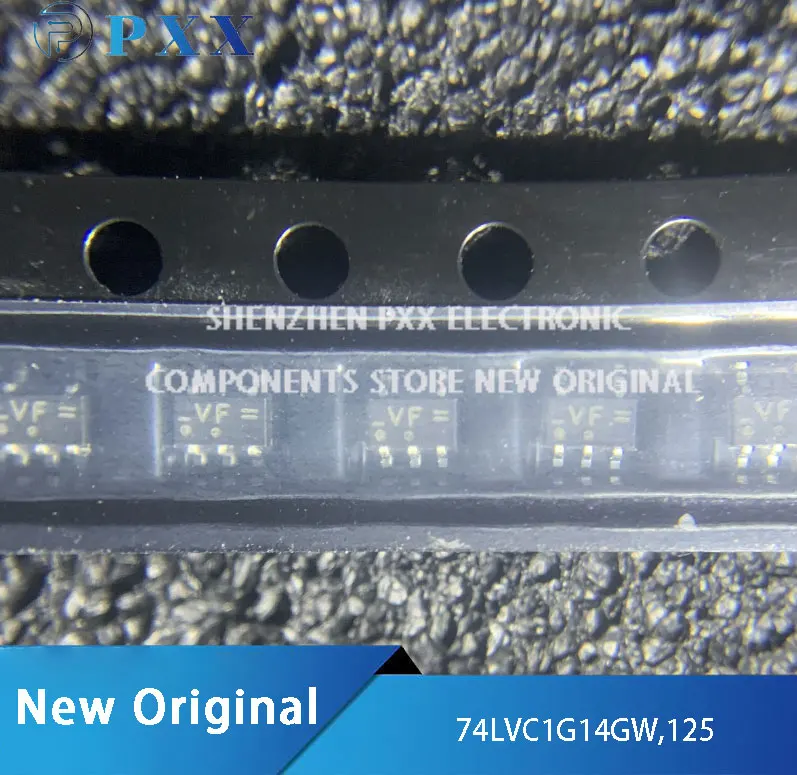 PXX
SHENZHEN PXX ELECTRONIC
COMPONENTS STORE NEW ORIGINAL
-VF= -VF= -VF= -VF= VF
New Original
74LVC1G14GW,125